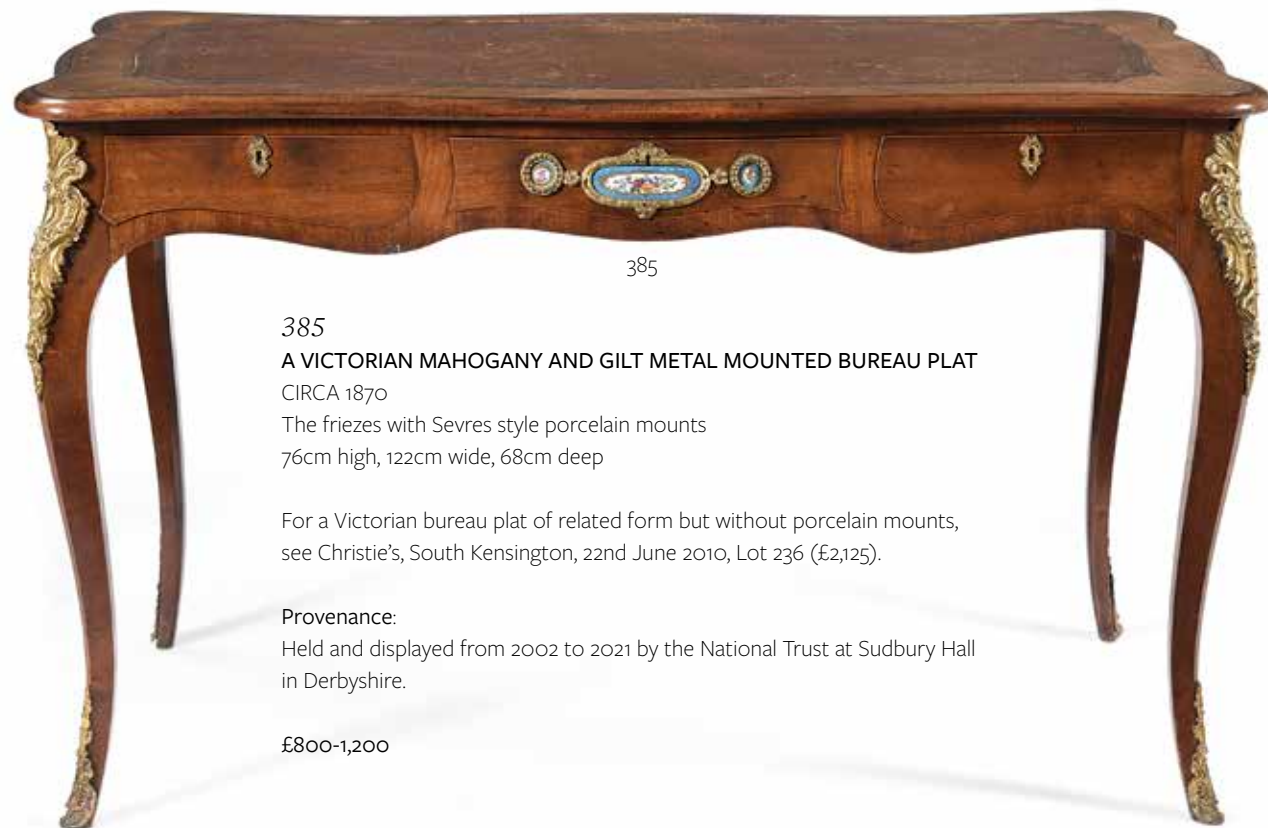 385
385
A VICTORIAN MAHOGANY AND GILT METAL MOUNTED BUREAU PLAT
CIRCA 1870
The friezes with Sevres style porcelain mounts
76cm high, 122cm wide, 68cm deep
For a Victorian bureau plat of related form but without porcelain mounts,
see Christie's, South Kensington, 22nd June 2010, Lot 236 (£2,125).
Provenance:
Held and displayed from 2002 to 2021 by the National Trust at Sudbury Hall
in Derbyshire.
£800-1,200